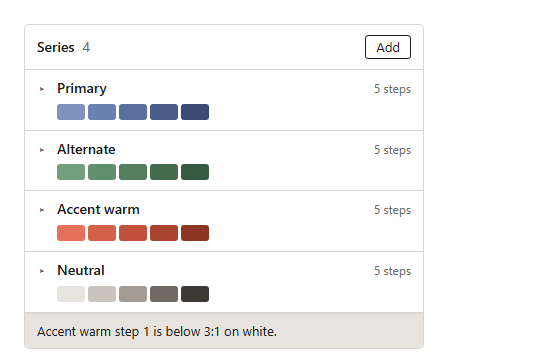 Series 4 Add
Primary 5 steps
Alternate 5 steps
Accent warm 5 steps
Neutral 5 steps
Accent warm step 1 is below 3:1 on white.